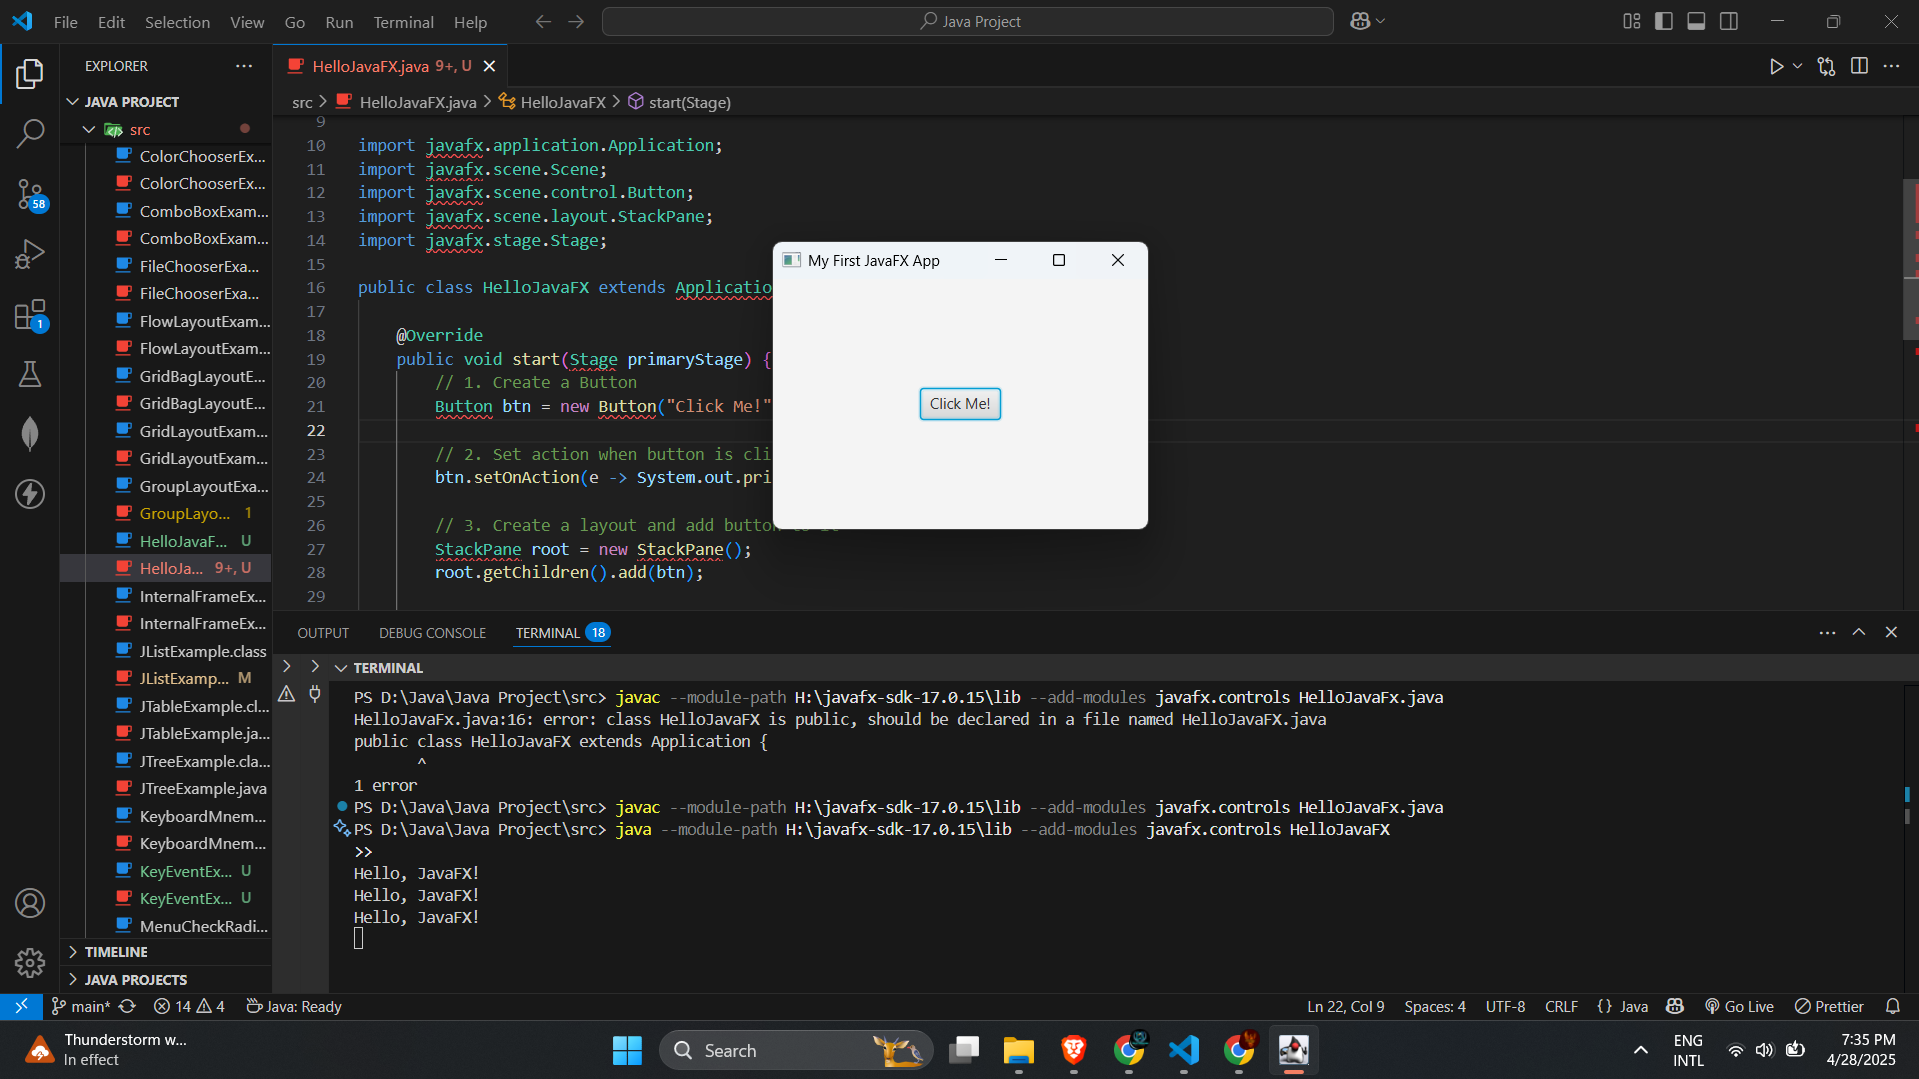 File Edit Selection View Go Run Terminal Help
Java Project
EXPLORER
JAVA PROJECT
src
ColorChooserEx...
ColorChooserEx...
ComboBoxExam...
ComboBoxExam...
FileChooserExa...
FileChooserExa...
FlowLayoutExam...
FlowLayoutExam...
GridBagLayoutE...
GridBagLayoutE...
GridLayoutExam...
GridLayoutExam...
GroupLayoutExa...
GroupLayo... 1
HelloJavaF... U
HelloJa... 9+, U
InternalFrameEx...
InternalFrameEx...
JListExample.class
JListExamp... M
JTableExample.cl...
JTableExample.ja...
JTreeExample.cla...
JTreeExample.java
KeyboardMnem...
KeyboardMnem...
KeyEventEx... U
KeyEventEx... U
MenuCheckRadi...
TIMELINE
JAVA PROJECTS
58
1
HelloJavaFX.java 9+, U
src > HelloJavaFX.java > HelloJavaFX > start(Stage)
9
10 import javafx.application.Application;
11 import javafx.scene.Scene;
12 import javafx.scene.control.Button;
13 import javafx.scene.layout.StackPane;
14 import javafx.stage.Stage;
15
16 public class HelloJavaFX extends Applicatio
17
18 @Override
19 public void start(Stage primaryStage) {
20 // 1. Create a Button
21 Button btn = new Button("Click Me!"
22
23 // 2. Set action when button is cli
24 btn.setOnAction(e -> System.out.pri
25
26 // 3. Create a layout and add button to it
27 StackPane root = new StackPane();
28 root.getChildren().add(btn);
29
My First JavaFX App
Click Me!
OUTPUT DEBUG CONSOLE TERMINAL 18
TERMINAL
PS D:\Java\Java Project\src> javac --module-path H:\javafx-sdk-17.0.15\lib --add-modules javafx.controls HelloJavaFx.java
HelloJavaFx.java:16: error: class HelloJavaFX is public, should be declared in a file named HelloJavaFX.java
public class HelloJavaFX extends Application {
^
1 error
PS D:\Java\Java Project\src> javac --module-path H:\javafx-sdk-17.0.15\lib --add-modules javafx.controls HelloJavaFx.java
PS D:\Java\Java Project\src> java --module-path H:\javafx-sdk-17.0.15\lib --add-modules javafx.controls HelloJavaFX
>>
Hello, JavaFX!
Hello, JavaFX!
Hello, JavaFX!
main* 14 4 Java: Ready Ln 22, Col 9 Spaces: 4 UTF-8 CRLF {} Java Go Live Prettier
Thunderstorm w...
In effect
Search
ENG
INTL
7:35 PM
4/28/2025